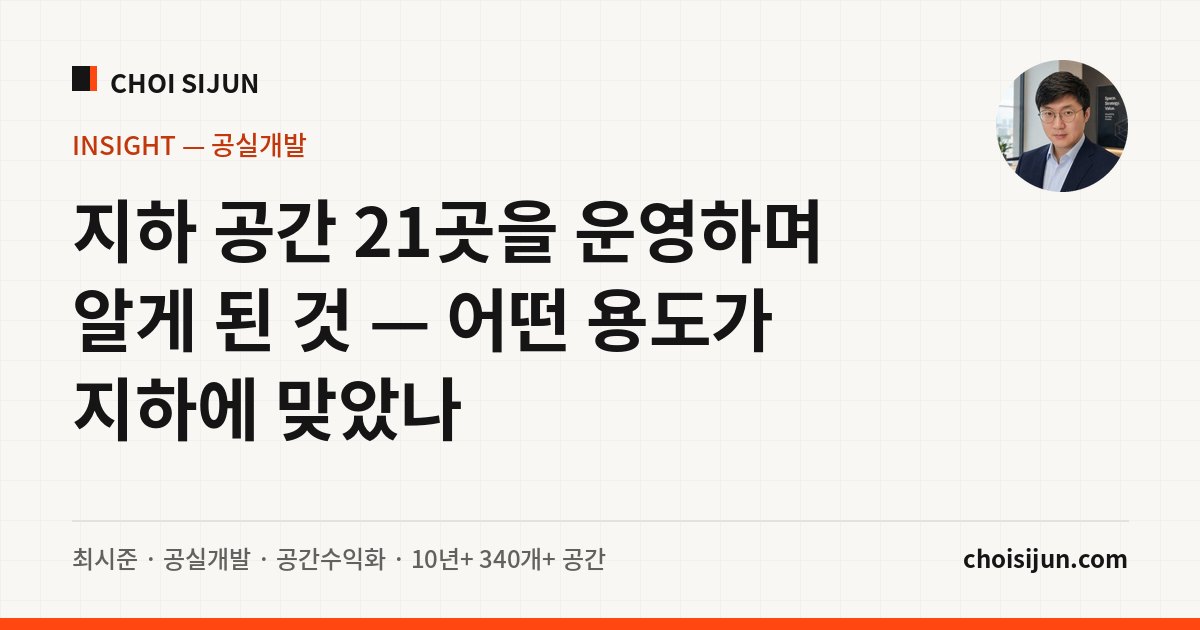 CHOI SIJUN
INSIGHT — 공실개발
지하 공간 21곳을 운영하며
알게 된 것 — 어떤 용도가
지하에 맞았나
최시준 · 공실개발 · 공간수익화 · 10년+ 340개+ 공간
choisijun.com